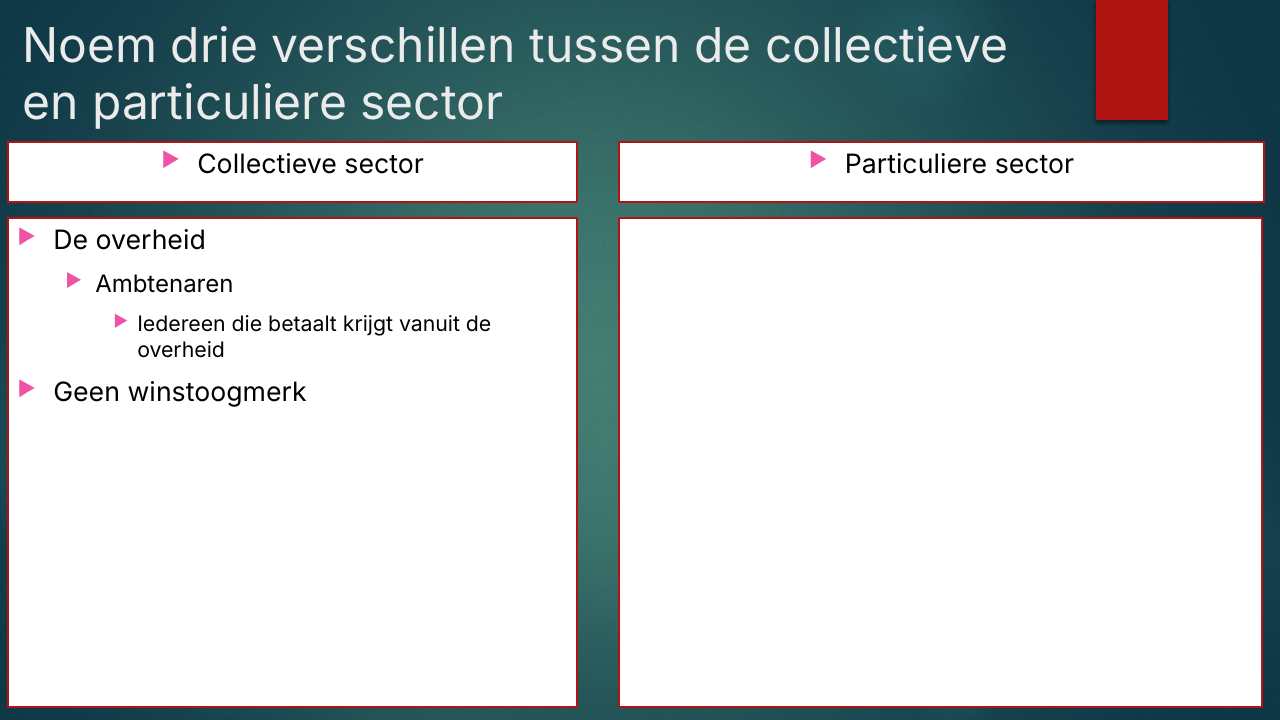 Noem drie verschillen tussen de collectieve
en particuliere sector
Collectieve sector
Particuliere sector
De overheid
Ambtenaren
Iedereen die betaalt krijgt vanuit de
overheid
Geen winstoogmerk